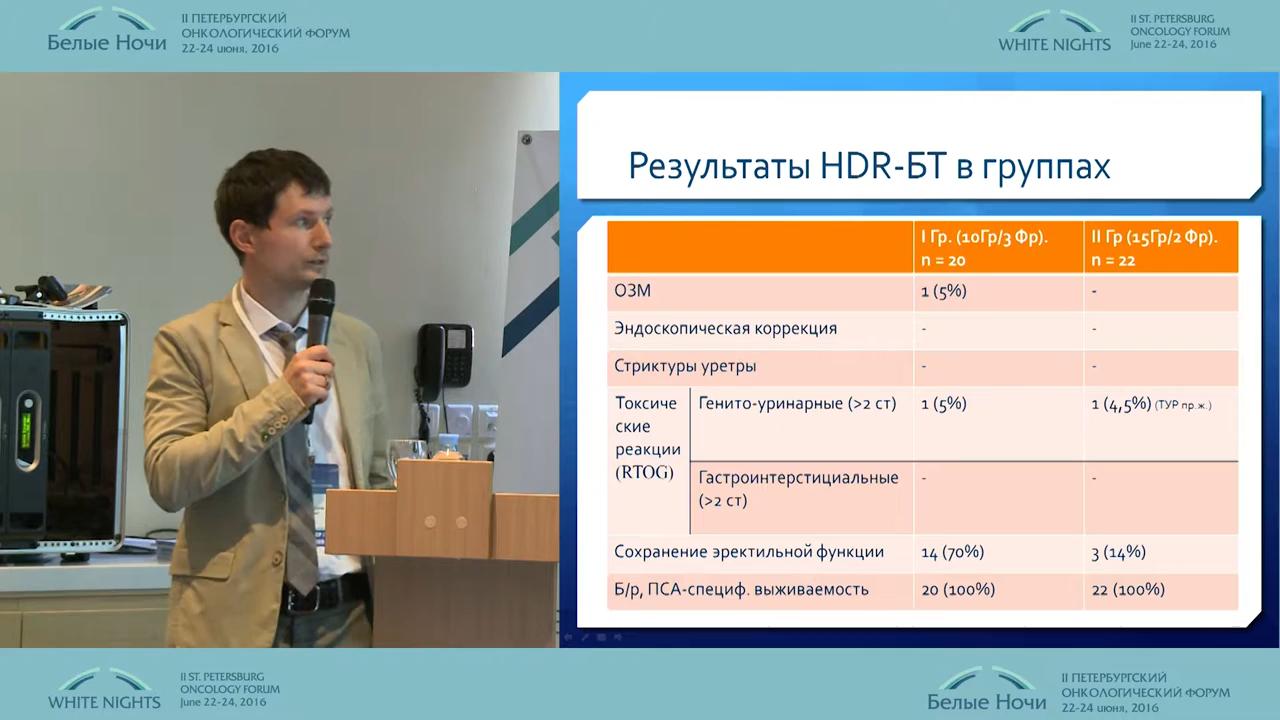 II ПЕТЕРБУРГСКИЙ
ОНКОЛОГИЧЕСКИЙ ФОРУМ
Белые Ночи
22-24 июня, 2016
II ST. PETERSBURG
ONCOLOGY FORUM
WHITE NIGHTS
June 22-24, 2016
Результаты HDR-БТ в группах
I Гр. (10Гр/3 Фр).
n = 20
II Гр (15Гр/2 Фр).
n = 22
ОЗМ
1 (5%)
-
Эндоскопическая коррекция
-
-
Стриктуры уретры
-
-
Токсиче
ские
реакции
(RTOG)
Генито-уринарные (>2 ст)
1 (5%)
1 (4,5%) (ТУР пр.ж.)
Гастроинтерстициальные
(>2 ст)
-
-
Сохранение эректильной функции
14 (70%)
3 (14%)
Б/р, ПСА-специф. выживаемость
20 (100%)
22 (100%)
II ST. PETERSBURG
ONCOLOGY FORUM
WHITE NIGHTS
June 22-24, 2016
II ПЕТЕРБУРГСКИЙ
ОНКОЛОГИЧЕСКИЙ ФОРУМ
Белые Ночи
22-24 июня, 2016